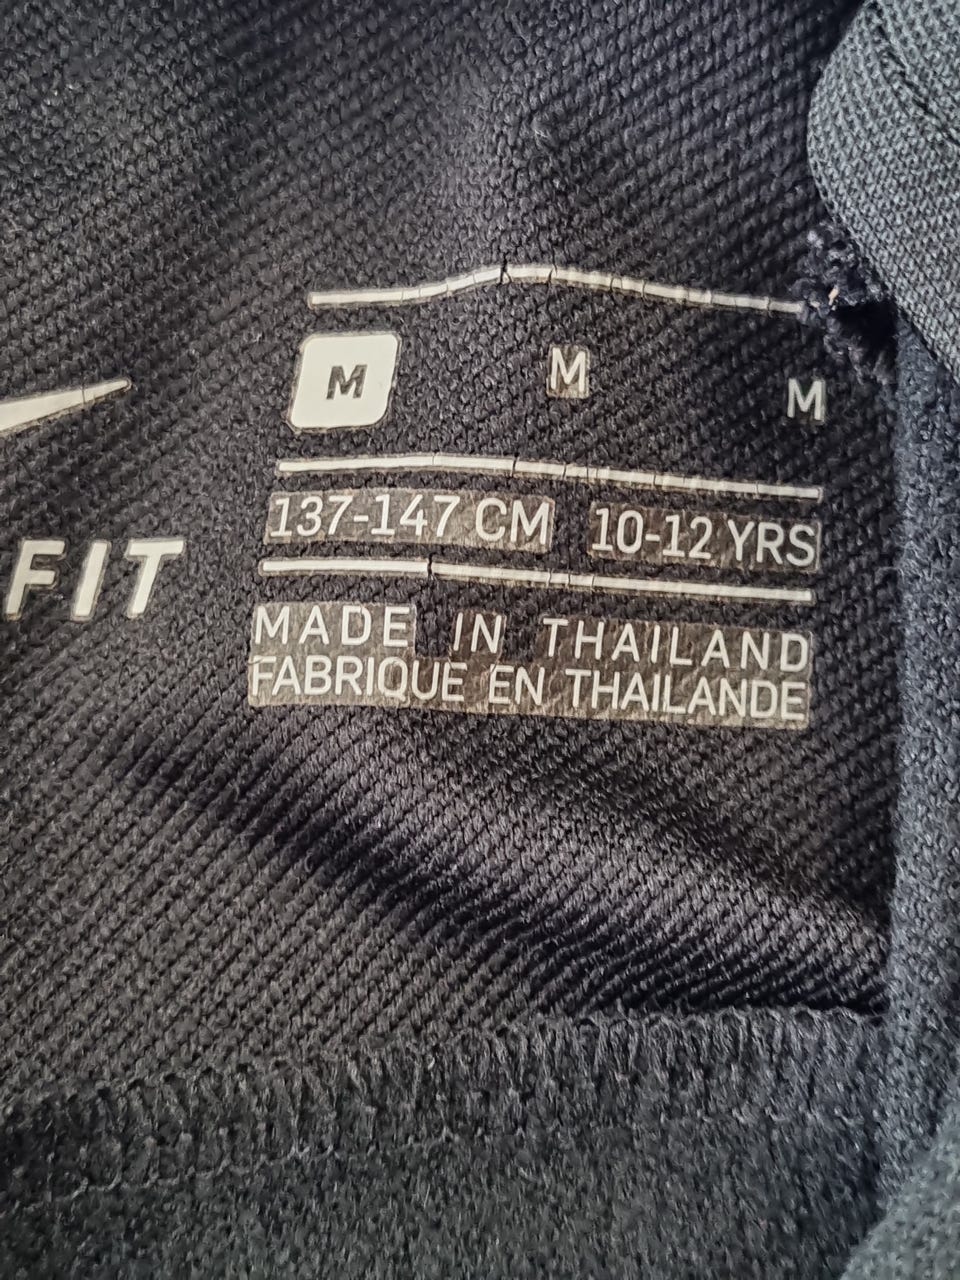 M M M
137-147 CM 10-12 YRS
FIT
MADE IN THAILAND
FABRIQUE EN THAILANDE